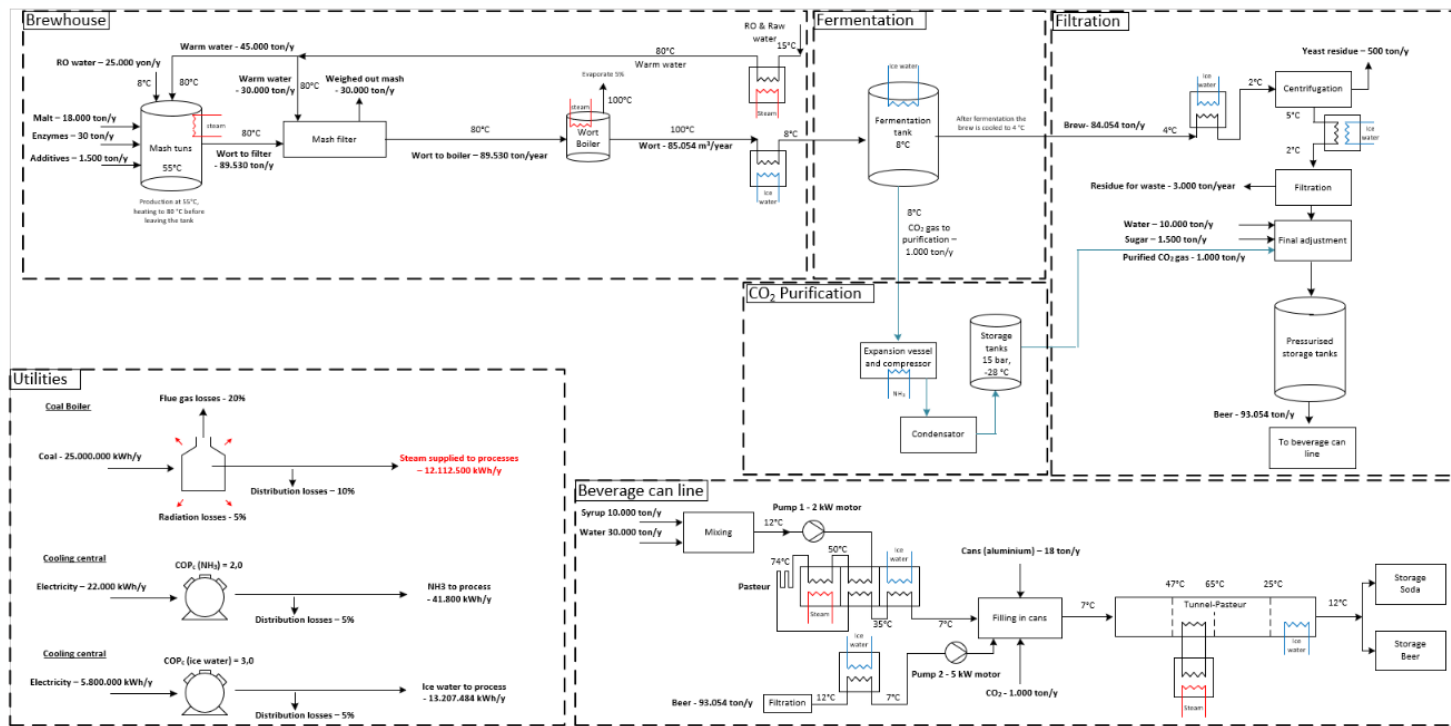 Brewhouse
RO & Raw
water
15°C
80°C
Warm water
Warm water - 45.000 ton/y
RO water – 25.000 yon/y
8°C
80°C
Warm water
- 30.000 ton/y
80°C
Weighed out mash
- 30.000 ton/y
Evaporate 5%
100°C
steam
Steam
Malt – 18.000 ton/y
Enzymes – 30 ton/y
Additives – 1.500 ton/y
steam
Mash tuns
55°C
80°C
Wort to filter
- 89.530 ton/y
Mash filter
80°C
Wort to boiler – 89.530 ton/year
Wort
Boiler
100°C
Wort - 85.054 m³/year
8°C
Ice
water
Production at 55°C,
heating to 80 °C before
leaving the tank
Fermentation
Ice water
Fermentation
tank
8°C
After fermentation the
brew is cooled to 4 °C
8°C
CO₂ gas to
purification –
1.000 ton/y
Filtration
Yeast residue – 500 ton/y
Ice
water
2°C
Centrifugation
Brew- 84.054 ton/y
4°C
5°C
Ice
water
2°C
Residue for waste - 3.000 ton/year
Filtration
Water – 10.000 ton/y
Sugar – 1.500 ton/y
Purified CO₂ gas - 1.000 ton/y
Final adjustment
Pressurised
storage tanks
Beer - 93.054 ton/y
To beverage can
line
CO₂ Purification
Expansion vessel
and compressor
NH₃
Storage
tanks
15 bar,
-28 °C
Condensator
Utilities
Coal Boiler
Flue gas losses - 20%
Coal - 25.000.000 kWh/y
Steam supplied to processes
– 12.112.500 kWh/y
Distribution losses – 10%
Radiation losses - 5%
Cooling central
COPc (NH₃) = 2,0
Electricity – 22.000 kWh/y
NH3 to process
- 41.800 kWh/y
Distribution losses – 5%
Cooling central
COPc (ice water) = 3,0
Electricity – 5.800.000 kWh/y
Ice water to process
- 13.207.484 kWh/y
Distribution losses – 5%
Beverage can line
Syrup 10.000 ton/y
Water 30.000 ton/y
Mixing
12°C
Pump 1 - 2 kW motor
74°C
50°C
Ice
water
Pasteur
Steam
35°C
7°C
Cans (aluminium) – 18 ton/y
Filling in cans
7°C
47°C
65°C
25°C
Tunnel-Pasteur
Ice
water
Steam
12°C
Storage
Soda
Storage
Beer
Ice
water
Pump 2 - 5 kW motor
CO₂ - 1.000 ton/y
Beer - 93.054 ton/y
Filtration
12°C
7°C